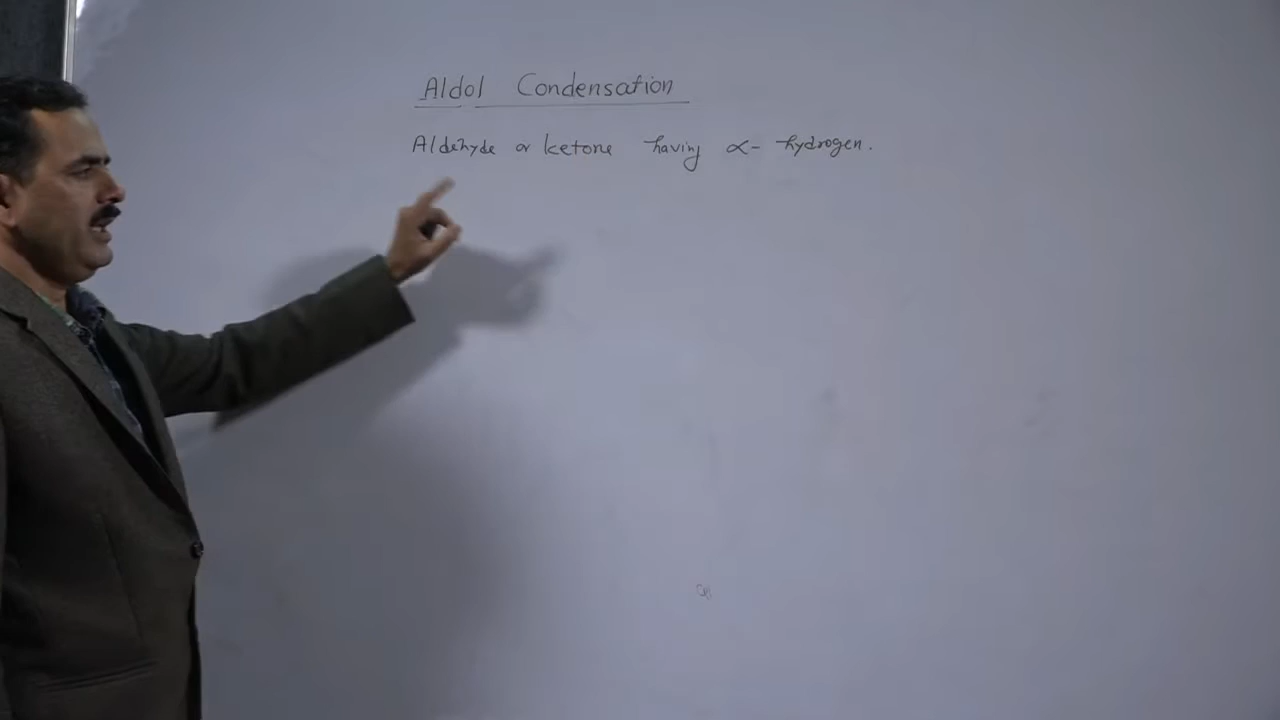 Aldol Condensation
Aldehyde or ketone having α- hydrogen.